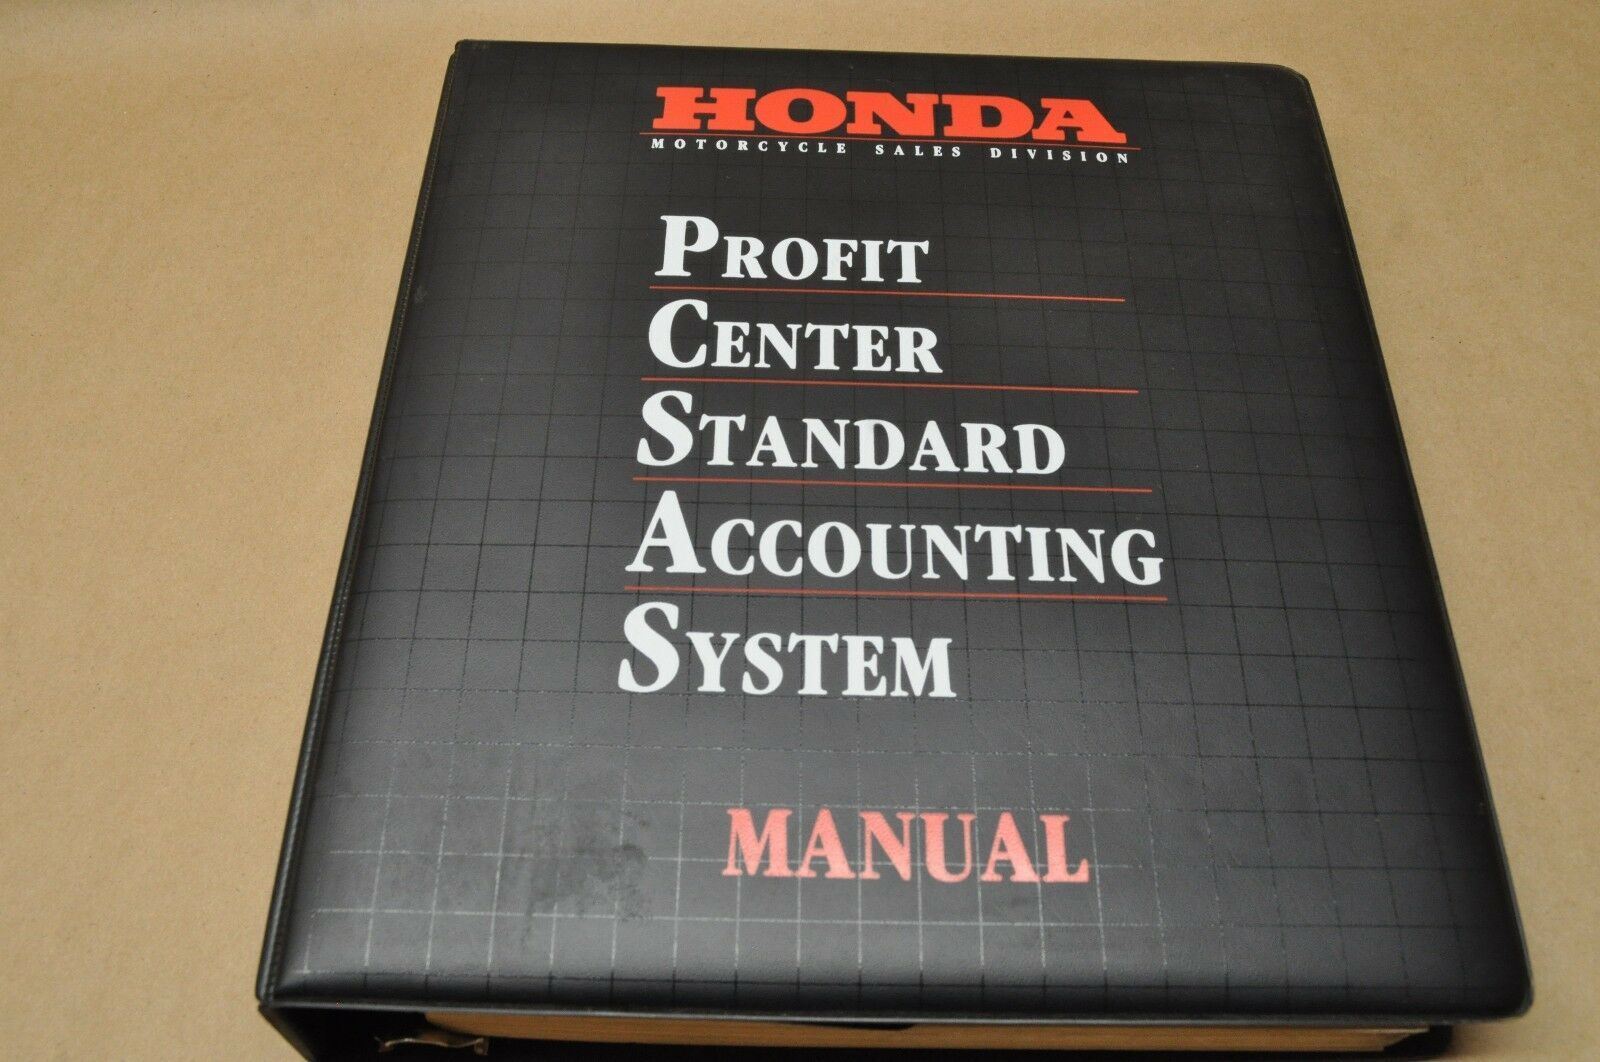 HONDA
MOTORCYCLE SALES DIVISION
PROFIT
CENTER
STANDARD
ACCOUNTING
SYSTEM
MANUAL